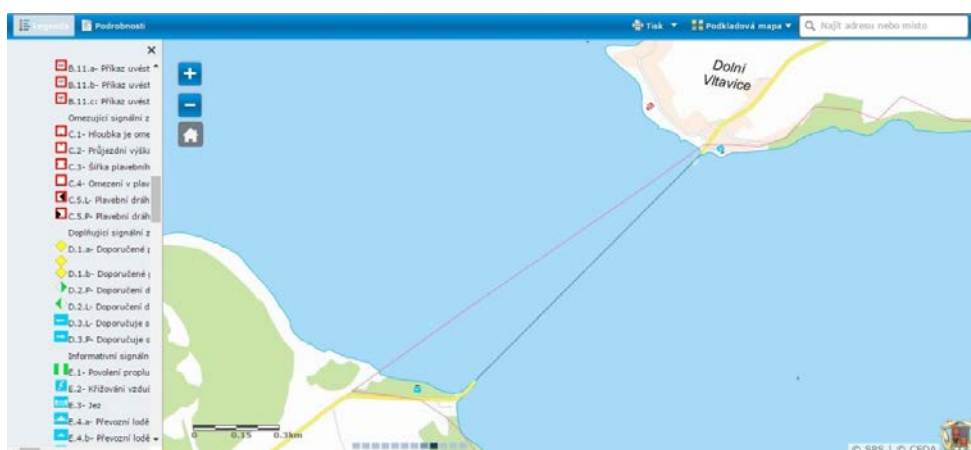 Legenda Podrobnosti Tisk Podkladová mapa Najít adresu nebo místo
B.11.a- Příkaz uvést
B.11.b- Příkaz uvést
B.11.c: Příkaz uvést
Omezující signální z
C.1- Hloubka je ome
C.2- Průjezdní výšk
C.3- Šířka plavebníh
C.4- Omezení v plav
C.5.L- Plavební dráh
C.5.P- Plavební dráh
Doplňující signální z
D.1.a- Doporučené p
D.1.b- Doporučené p
D.2.P- Doporučení d
D.2.L- Doporučení d
D.3.L- Doporučuje s
D.3.P- Doporučuje s
Informativní signáln
E.1- Povolení proplu
E.2- Křižování vzduš
E.3- Jez
E.4.a- Převozní lodě
E.4.b- Převozní lodě
Dolní
Vltavice
0 0.15 0.3km
© SPS | © CEDA